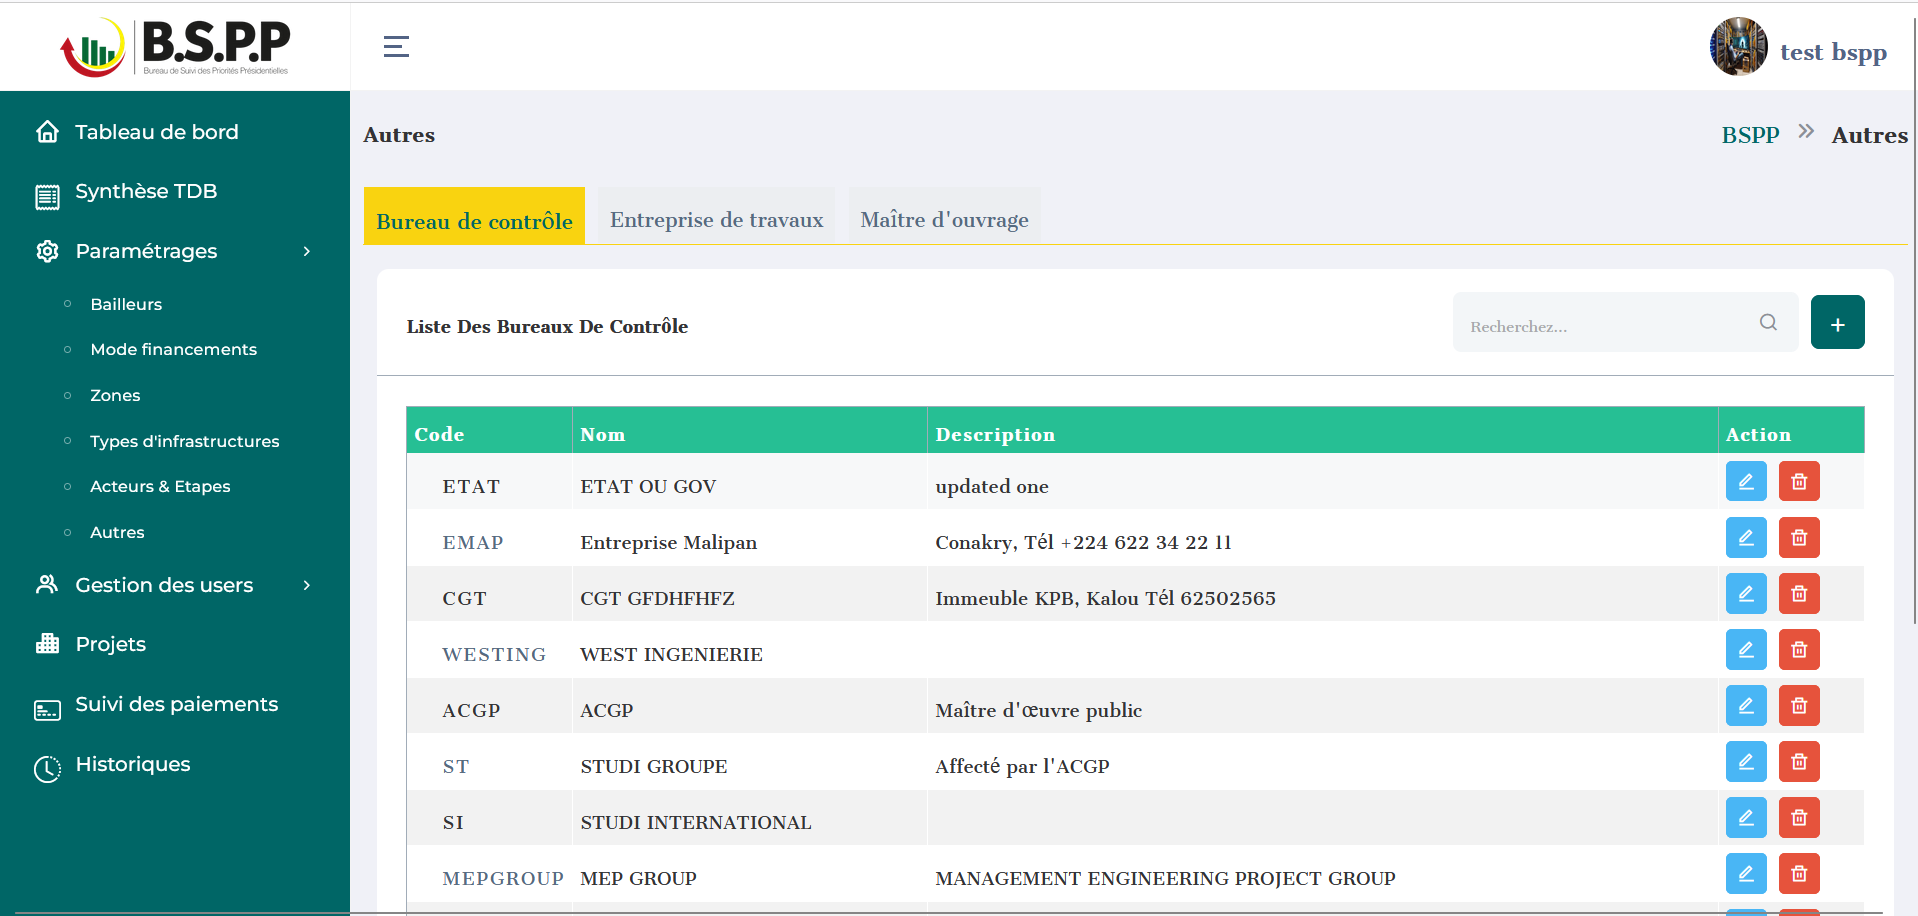 B.S.P.P
Bureau de Suivi des Priorités Présidentielles
test bspp
Tableau de bord
Synthèse TDB
Paramétrages
Bailleurs
Mode financements
Zones
Types d'infrastructures
Acteurs & Etapes
Autres
Gestion des users
Projets
Suivi des paiements
Historiques
Autres
BSPP » Autres
Bureau de contrôle Entreprise de travaux Maître d'ouvrage
Liste Des Bureaux De Contrôle
Recherchez...
+
Code Nom Description Action
ETAT ETAT OU GOV updated one
EMAP Entreprise Malipan Conakry, Tél +224 622 34 22 11
CGT CGT GFDHFHFZ Immeuble KPB, Kalou Tél 62502565
WESTING WEST INGENIERIE
ACGP ACGP Maître d'œuvre public
ST STUDI GROUPE Affecté par l'ACGP
SI STUDI INTERNATIONAL
MEPGROUP MEP GROUP MANAGEMENT ENGINEERING PROJECT GROUP